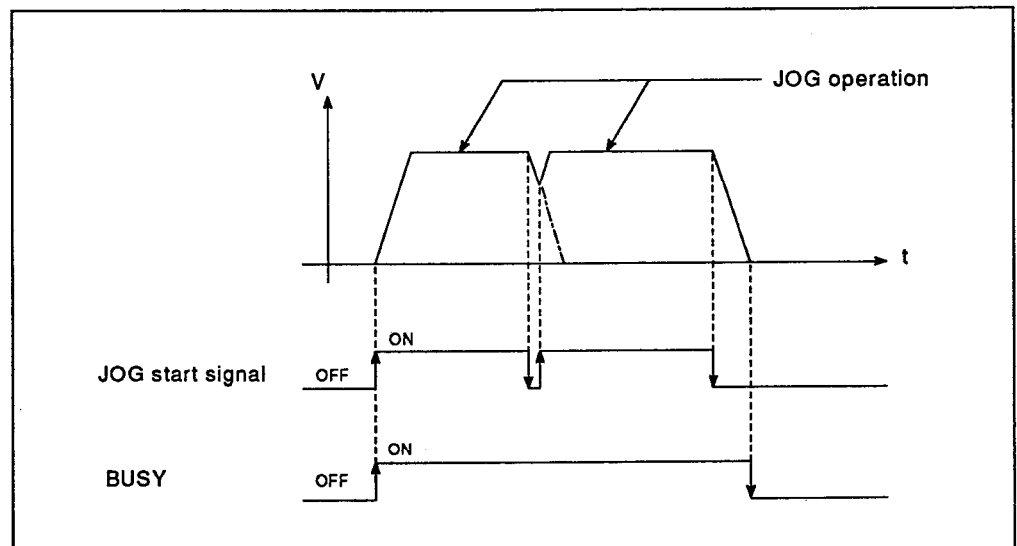 V
JOG operation
t
ON
JOG start signal
OFF
ON
BUSY
OFF